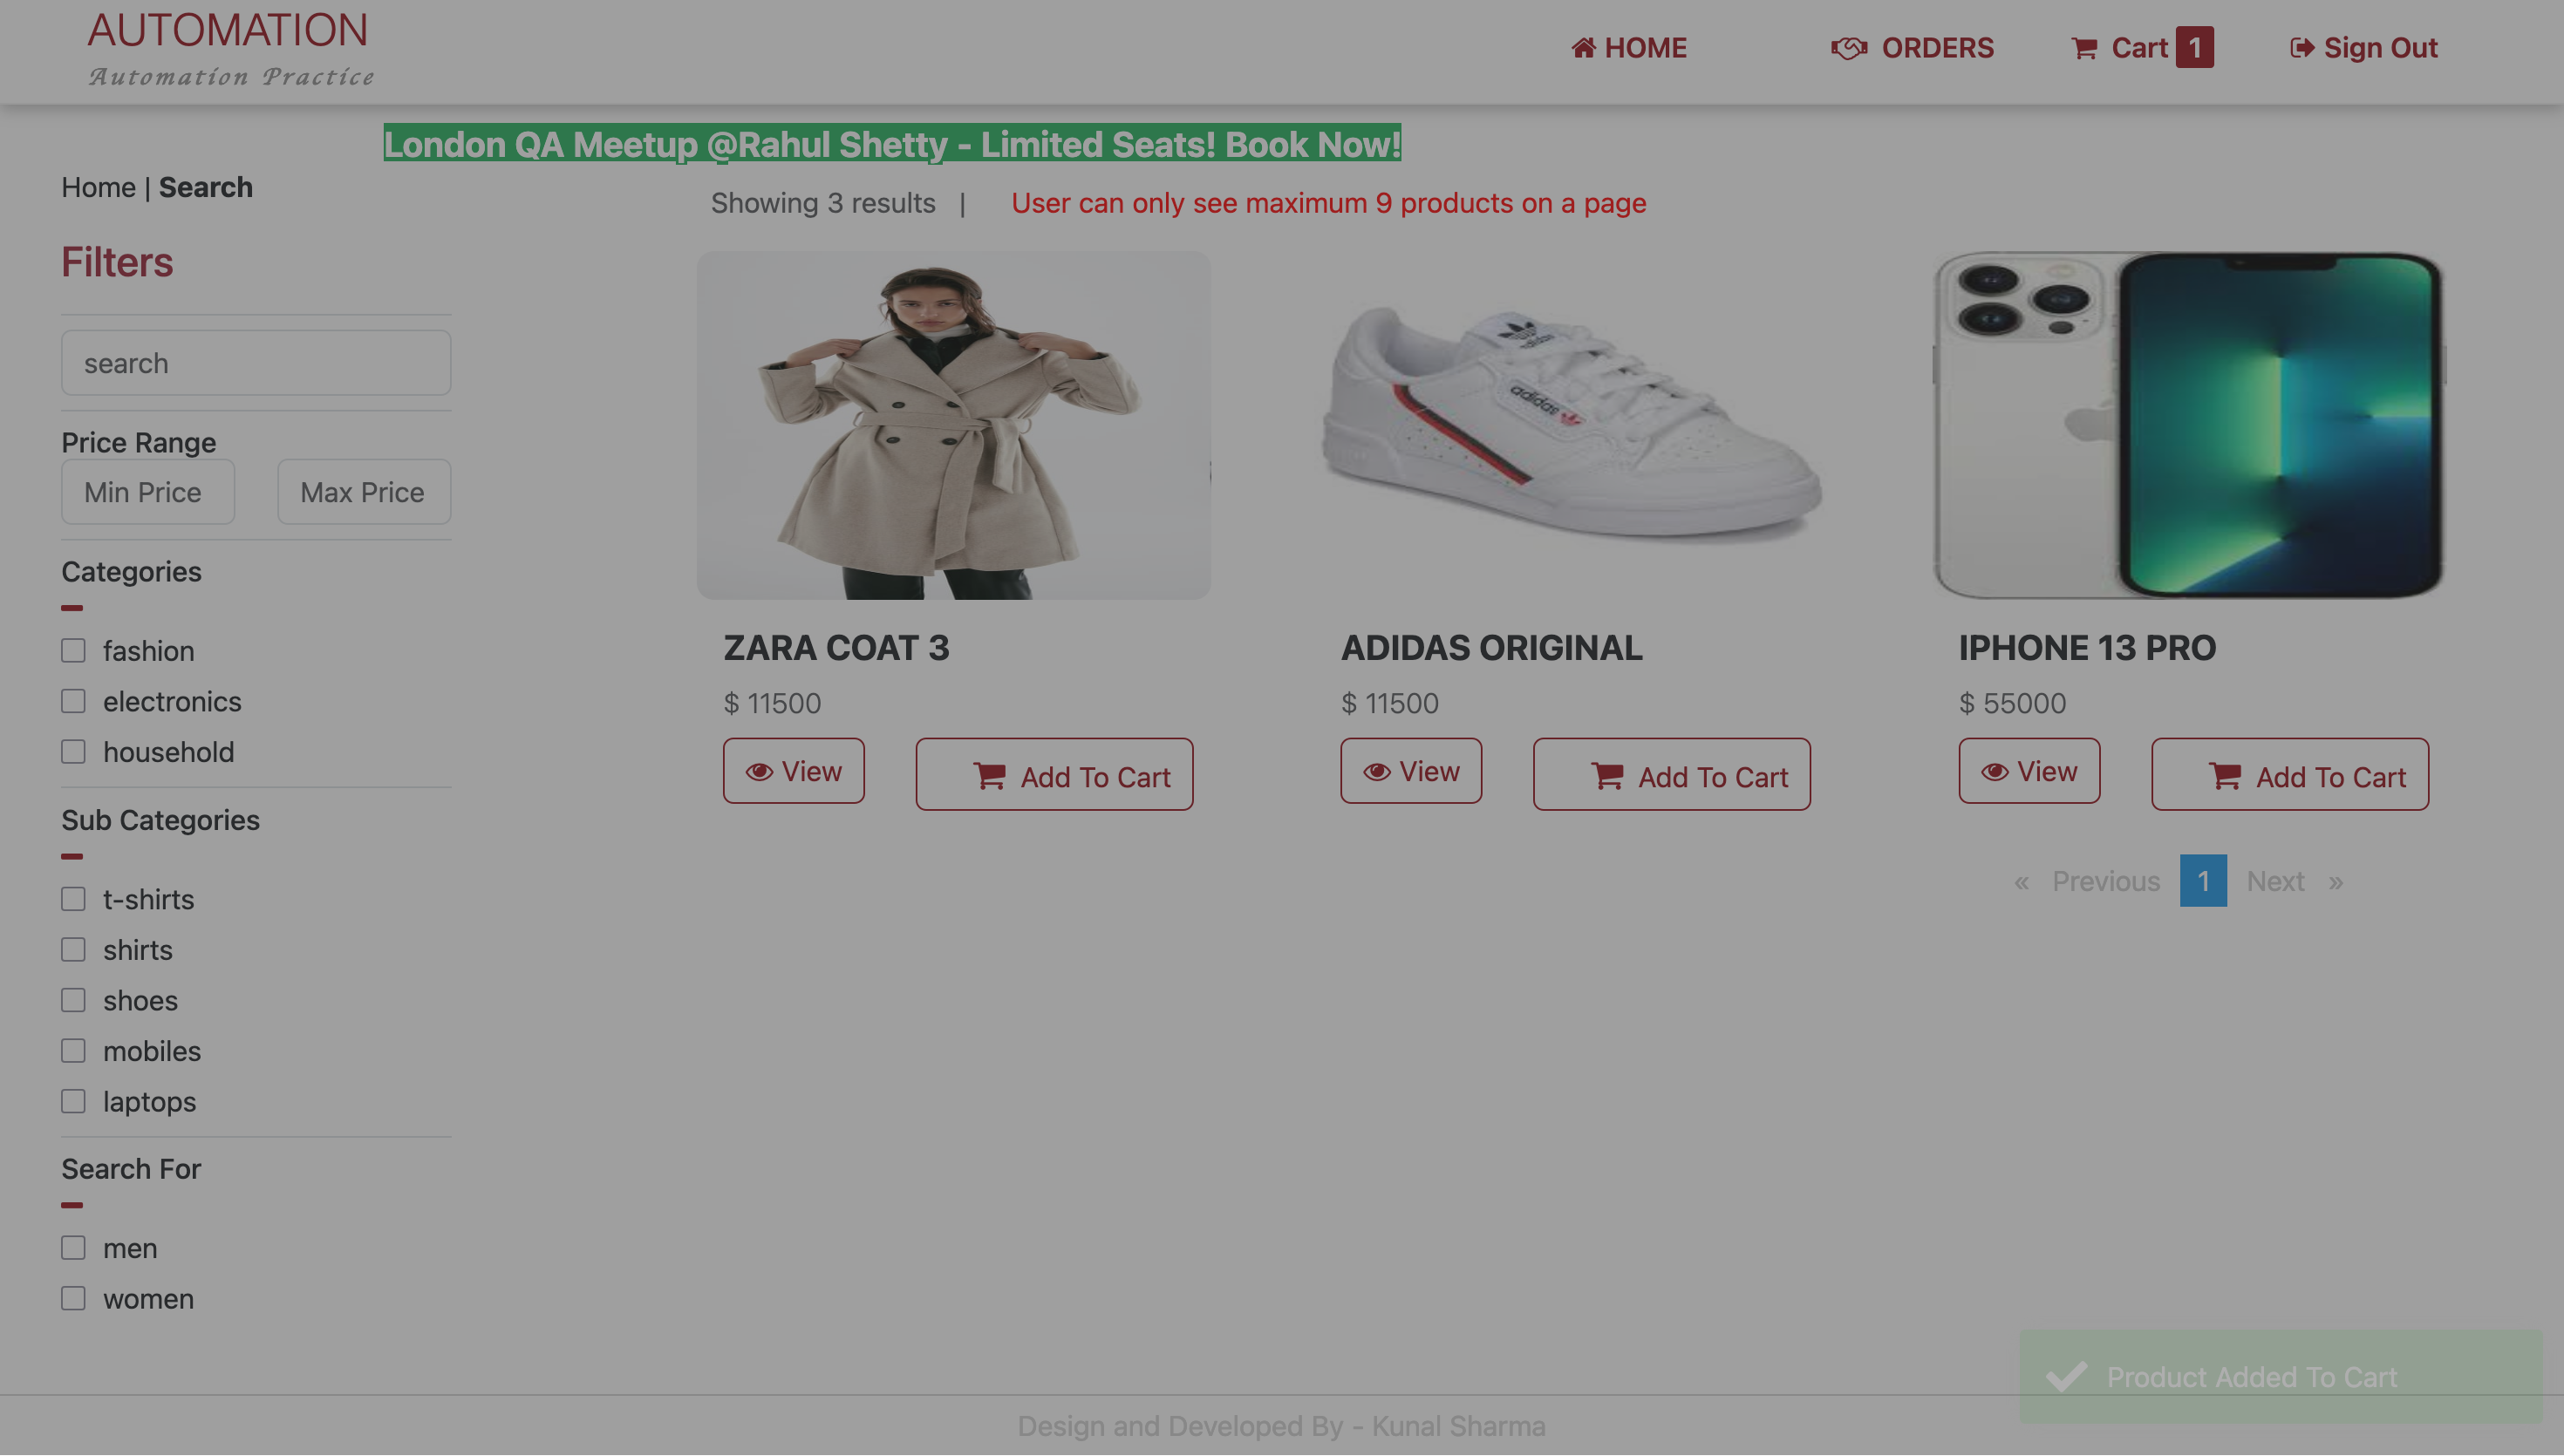 AUTOMATION
Automation Practice
HOME
ORDERS
Cart 1
Sign Out
London QA Meetup @Rahul Shetty - Limited Seats! Book Now!
Home | Search
Showing 3 results |
User can only see maximum 9 products on a page
Filters
search
Price Range
Min Price
Max Price
Categories
fashion
electronics
household
Sub Categories
t-shirts
shirts
shoes
mobiles
laptops
Search For
men
women
ZARA COAT 3
$ 11500
View
Add To Cart
adidas
adidas
ADIDAS ORIGINAL
$ 11500
View
Add To Cart
IPHONE 13 PRO
$ 55000
View
Add To Cart
« Previous 1 Next »
Product Added To Cart
Design and Developed By - Kunal Sharma